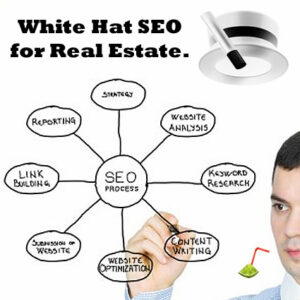 White Hat SEO
for Real Estate.
STRATEGY
REPORTING
WEBSITE
ANALYSIS
LINK
BUILDING
SEO
PROCESS
KEYWORD
RESEARCH
SUBMISSION OF
WEBSITE
WEBSITE
OPTIMIZATION
CONTENT
WRITING